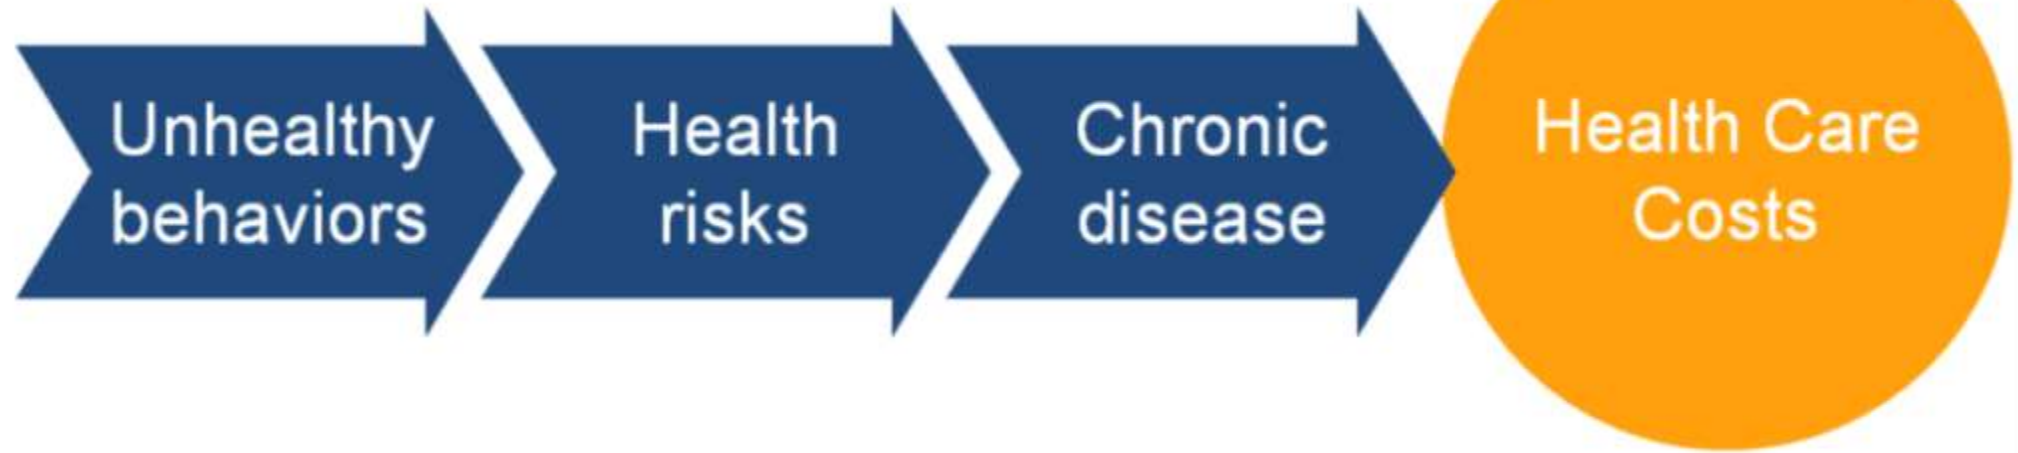 Unhealthy
behaviors
Health
risks
Chronic
disease
Health Care
Costs